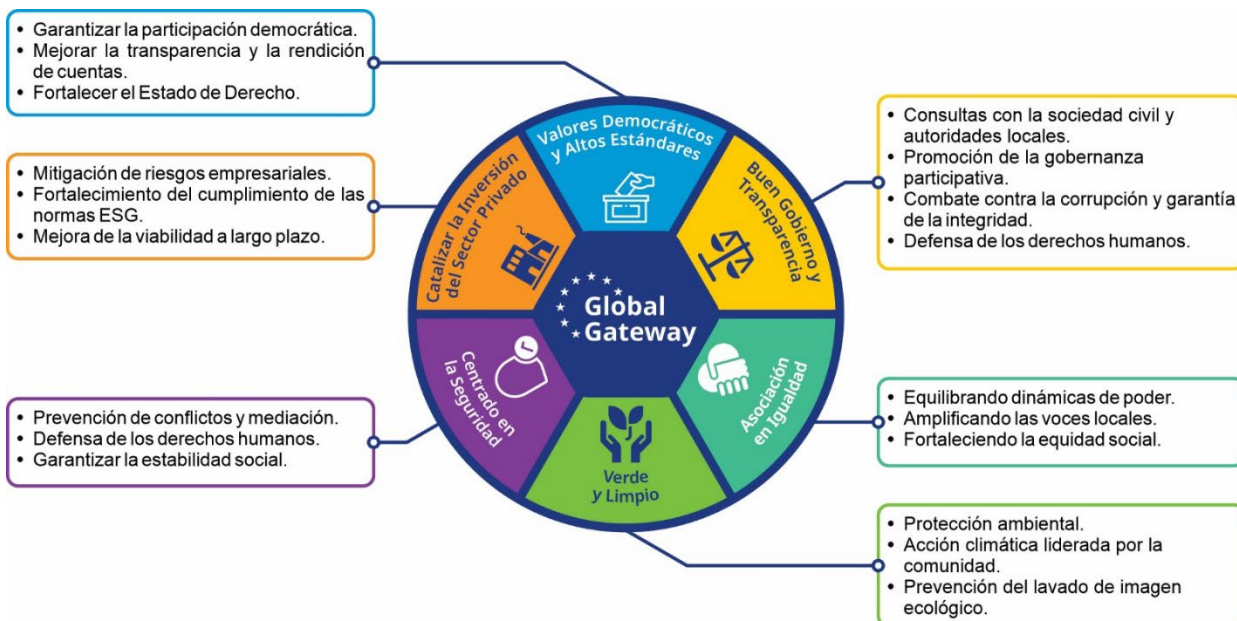 • Garantizar la participación democrática.
• Mejorar la transparencia y la rendición
de cuentas.
• Fortalecer el Estado de Derecho.
• Mitigación de riesgos empresariales.
• Fortalecimiento del cumplimiento de las
normas ESG.
• Mejora de la viabilidad a largo plazo.
• Prevención de conflictos y mediación.
• Defensa de los derechos humanos.
• Garantizar la estabilidad social.
Valores Democráticos
y Altos Estándares
Catalizar la Inversión
del Sector Privado
Buen Gobierno y
Transparencia
Global
Gateway
Centrado en
la Seguridad
Asociación
en Igualdad
Verde
y Limpio
• Consultas con la sociedad civil y
autoridades locales.
• Promoción de la gobernanza
participativa.
• Combate contra la corrupción y garantía
de la integridad.
• Defensa de los derechos humanos.
• Equilibrando dinámicas de poder.
• Amplificando las voces locales.
• Fortaleciendo la equidad social.
• Protección ambiental.
• Acción climática liderada por la
comunidad.
• Prevención del lavado de imagen
ecológico.